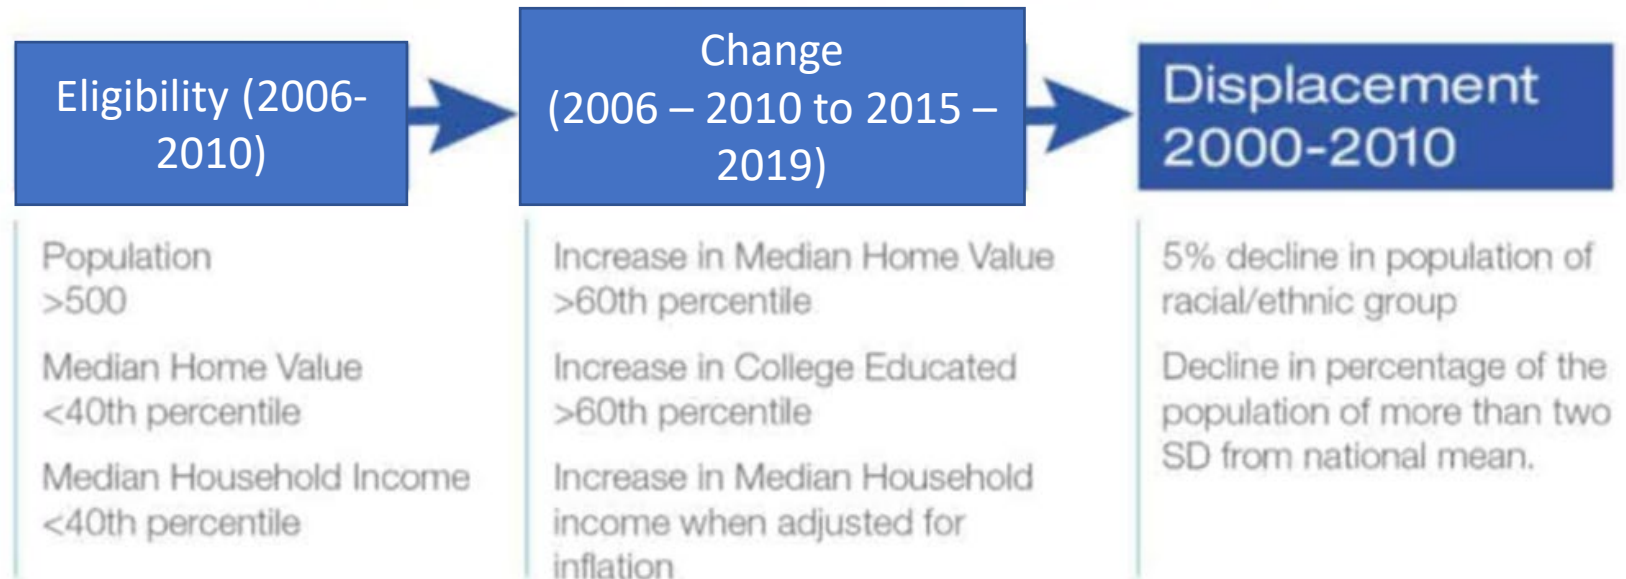 Eligibility (2006-
2010)
Change
(2006 – 2010 to 2015 –
2019)
Displacement
2000-2010
Population
>500
Median Home Value
<40th percentile
Median Household Income
<40th percentile
Increase in Median Home Value
>60th percentile
Increase in College Educated
>60th percentile
Increase in Median Household
income when adjusted for
inflation
5% decline in population of
racial/ethnic group
Decline in percentage of the
population of more than two
SD from national mean.